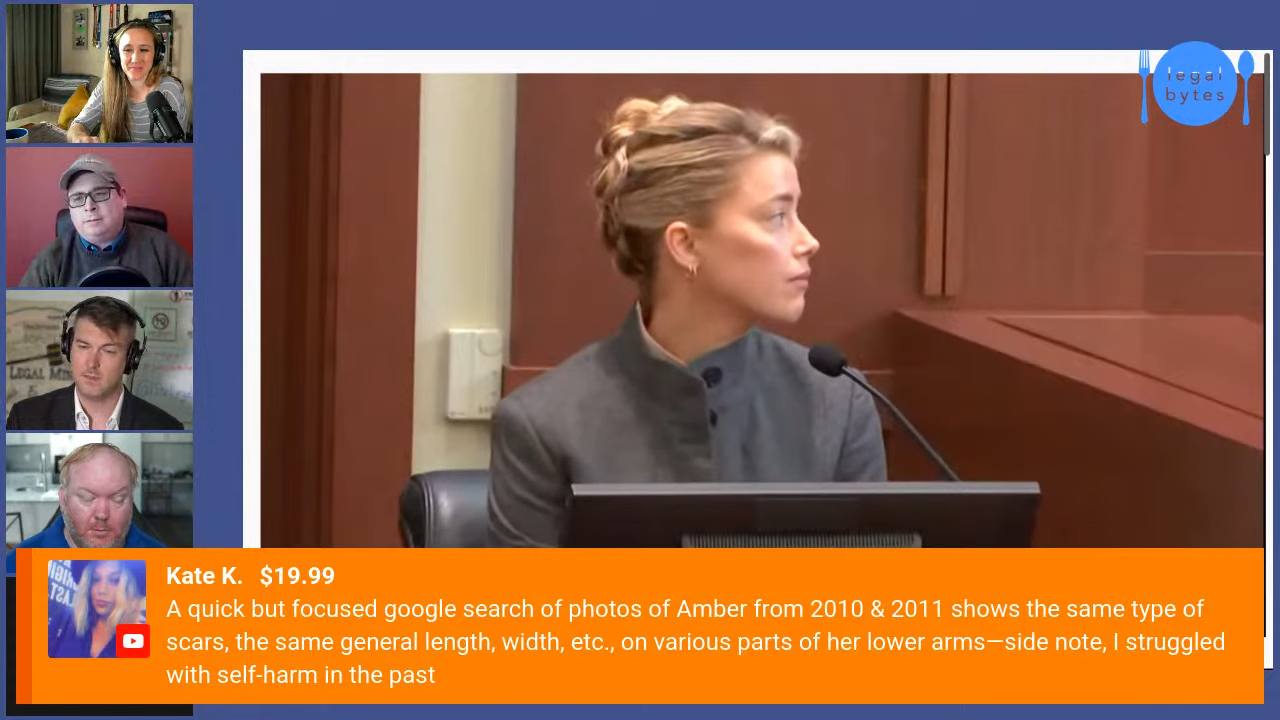 legal
bytes
LEGAL MIN
Kate K. $19.99
A quick but focused google search of photos of Amber from 2010 & 2011 shows the same type of
scars, the same general length, width, etc., on various parts of her lower arms—side note, I struggled
with self-harm in the past